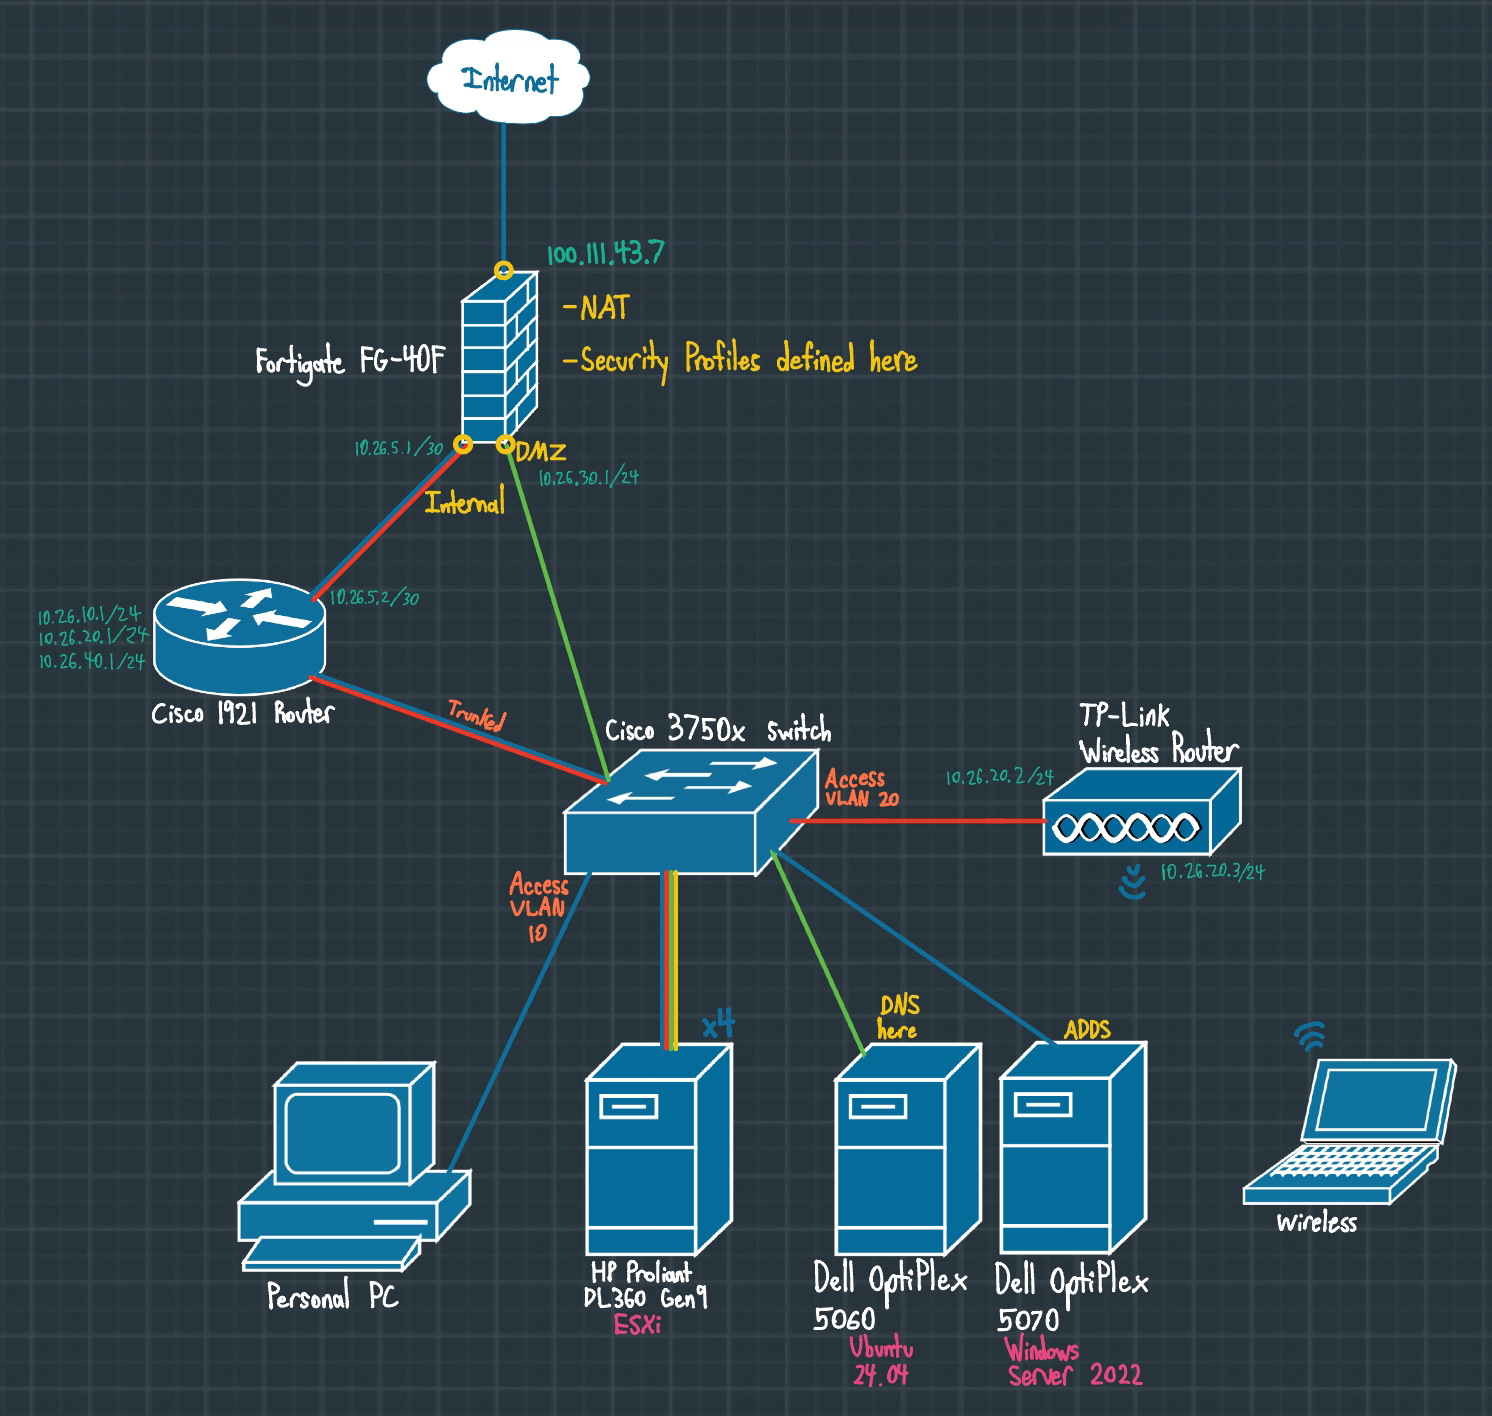 Internet
100.111.43.7
-NAT
Fortigate FG-40F
-Security Profiles defined here
10.26.5.1/30
DMZ
10.26.30.1/24
Internal
10.26.5.2/30
10.26.10.1/24
10.26.20.1/24
10.26.40.1/24
Cisco 1921 Router
Trunked
Cisco 3750x switch
TP-Link
Wireless Router
10.26.20.2/24
Access
VLAN 20
10.26.20.3/24
Access
VLAN
10
x4
DNS
here
ADDS
Personal PC
HP Proliant
DL360 Gen9
ESXi
Dell OptiPlex
5060
Ubuntu
24.04
Dell OptiPlex
5070
Windows
Server 2022
Wireless